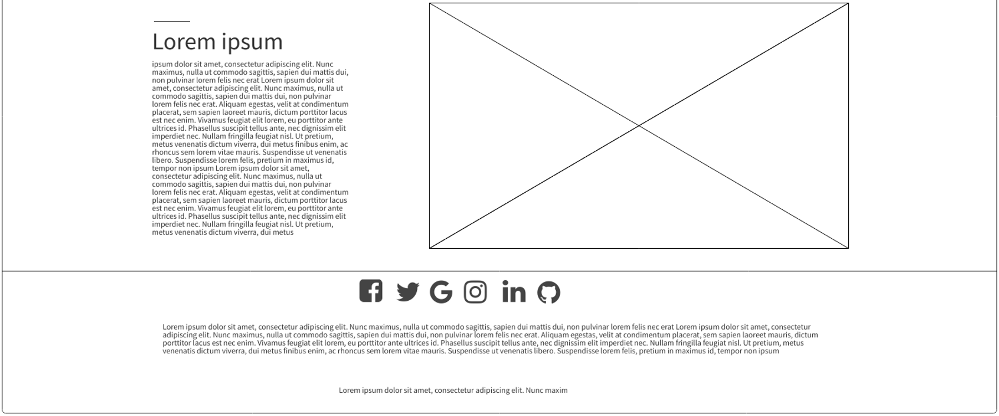 Lorem ipsum
ipsum dolor sit amet, consectetur adipiscing elit. Nunc
maximus, nulla ut commodo sagittis, sapien dui mattis dui,
non pulvinar lorem felis nec erat Lorem ipsum dolor sit
amet, consectetur adipiscing elit. Nunc maximus, nulla ut
commodo sagittis, sapien dui mattis dui, non pulvinar
lorem felis nec erat. Aliquam egestas, velit at condimentum
placerat, sem sapien laoreet mauris, dictum porttitor lacus
est nec enim. Vivamus feugiat elit lorem, eu porttitor ante
ultrices id. Phasellus suscipit tellus ante, nec dignissim elit
imperdiet nec. Nullam fringilla feugiat nisl. Ut pretium,
metus venenatis dictum viverra, dui metus finibus enim, ac
rhoncus sem lorem vitae mauris. Suspendisse ut venenatis
libero. Suspendisse lorem felis, pretium in maximus id,
tempor non ipsum Lorem ipsum dolor sit amet,
consectetur adipiscing elit. Nunc maximus, nulla ut
commodo sagittis, sapien dui mattis dui, non pulvinar
lorem felis nec erat. Aliquam egestas, velit at condimentum
placerat, sem sapien laoreet mauris, dictum porttitor lacus
est nec enim. Vivamus feugiat elit lorem, eu porttitor ante
ultrices id. Phasellus suscipit tellus ante, nec dignissim elit
imperdiet nec. Nullam fringilla feugiat nisl. Ut pretium,
metus venenatis dictum viverra, dui metus
Lorem ipsum dolor sit amet, consectetur adipiscing elit. Nunc maximus, nulla ut commodo sagittis, sapien dui mattis dui, non pulvinar lorem felis nec erat Lorem ipsum dolor sit amet, consectetur
adipiscing elit. Nunc maximus, nulla ut commodo sagittis, sapien dui mattis dui, non pulvinar lorem felis nec erat. Aliquam egestas, velit at condimentum placerat, sem sapien laoreet mauris, dictum
porttitor lacus est nec enim. Vivamus feugiat elit lorem, eu porttitor ante ultrices id. Phasellus suscipit tellus ante, nec dignissim elit imperdiet nec. Nullam fringilla feugiat nisl. Ut pretium, metus
venenatis dictum viverra, dui metus finibus enim, ac rhoncus sem lorem vitae mauris. Suspendisse ut venenatis libero. Suspendisse lorem felis, pretium in maximus id, tempor non ipsum
Lorem ipsum dolor sit amet, consectetur adipiscing elit. Nunc maxim